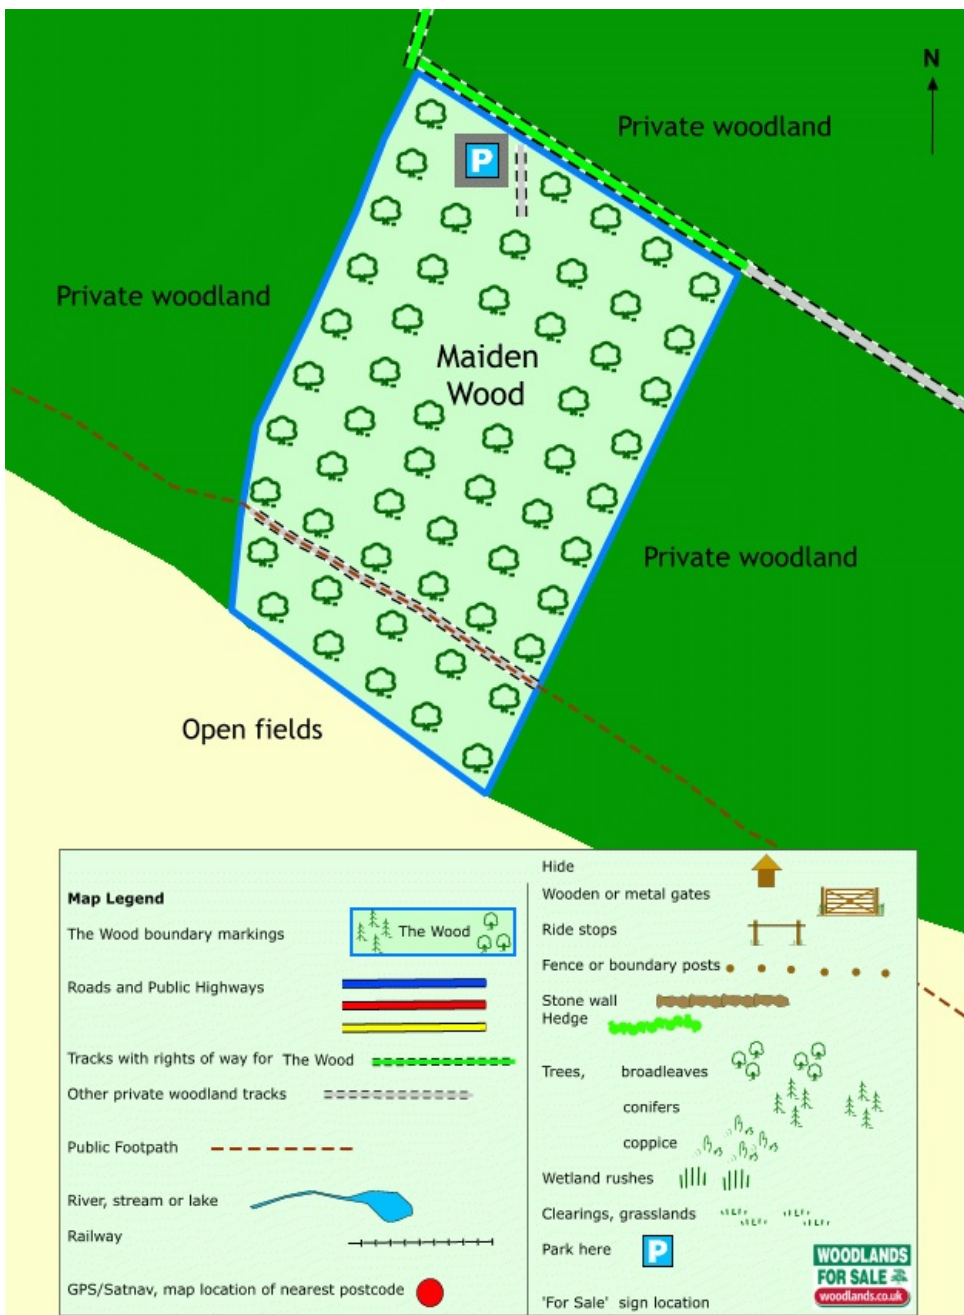 N
Private woodland
P
Private woodland
Maiden
Wood
Private woodland
Open fields
Map Legend
The Wood boundary markings
The Wood
Roads and Public Highways
Tracks with rights of way for The Wood
Other private woodland tracks
Public Footpath
River, stream or lake
Railway
GPS/Satnav, map location of nearest postcode
Hide
Wooden or metal gates
Ride stops
Fence or boundary posts
Stone wall
Hedge
Trees, broadleaves
conifers
coppice
Wetland rushes
Clearings, grasslands
Park here P
'For Sale' sign location
WOODLANDS
FOR SALE
woodlands.co.uk